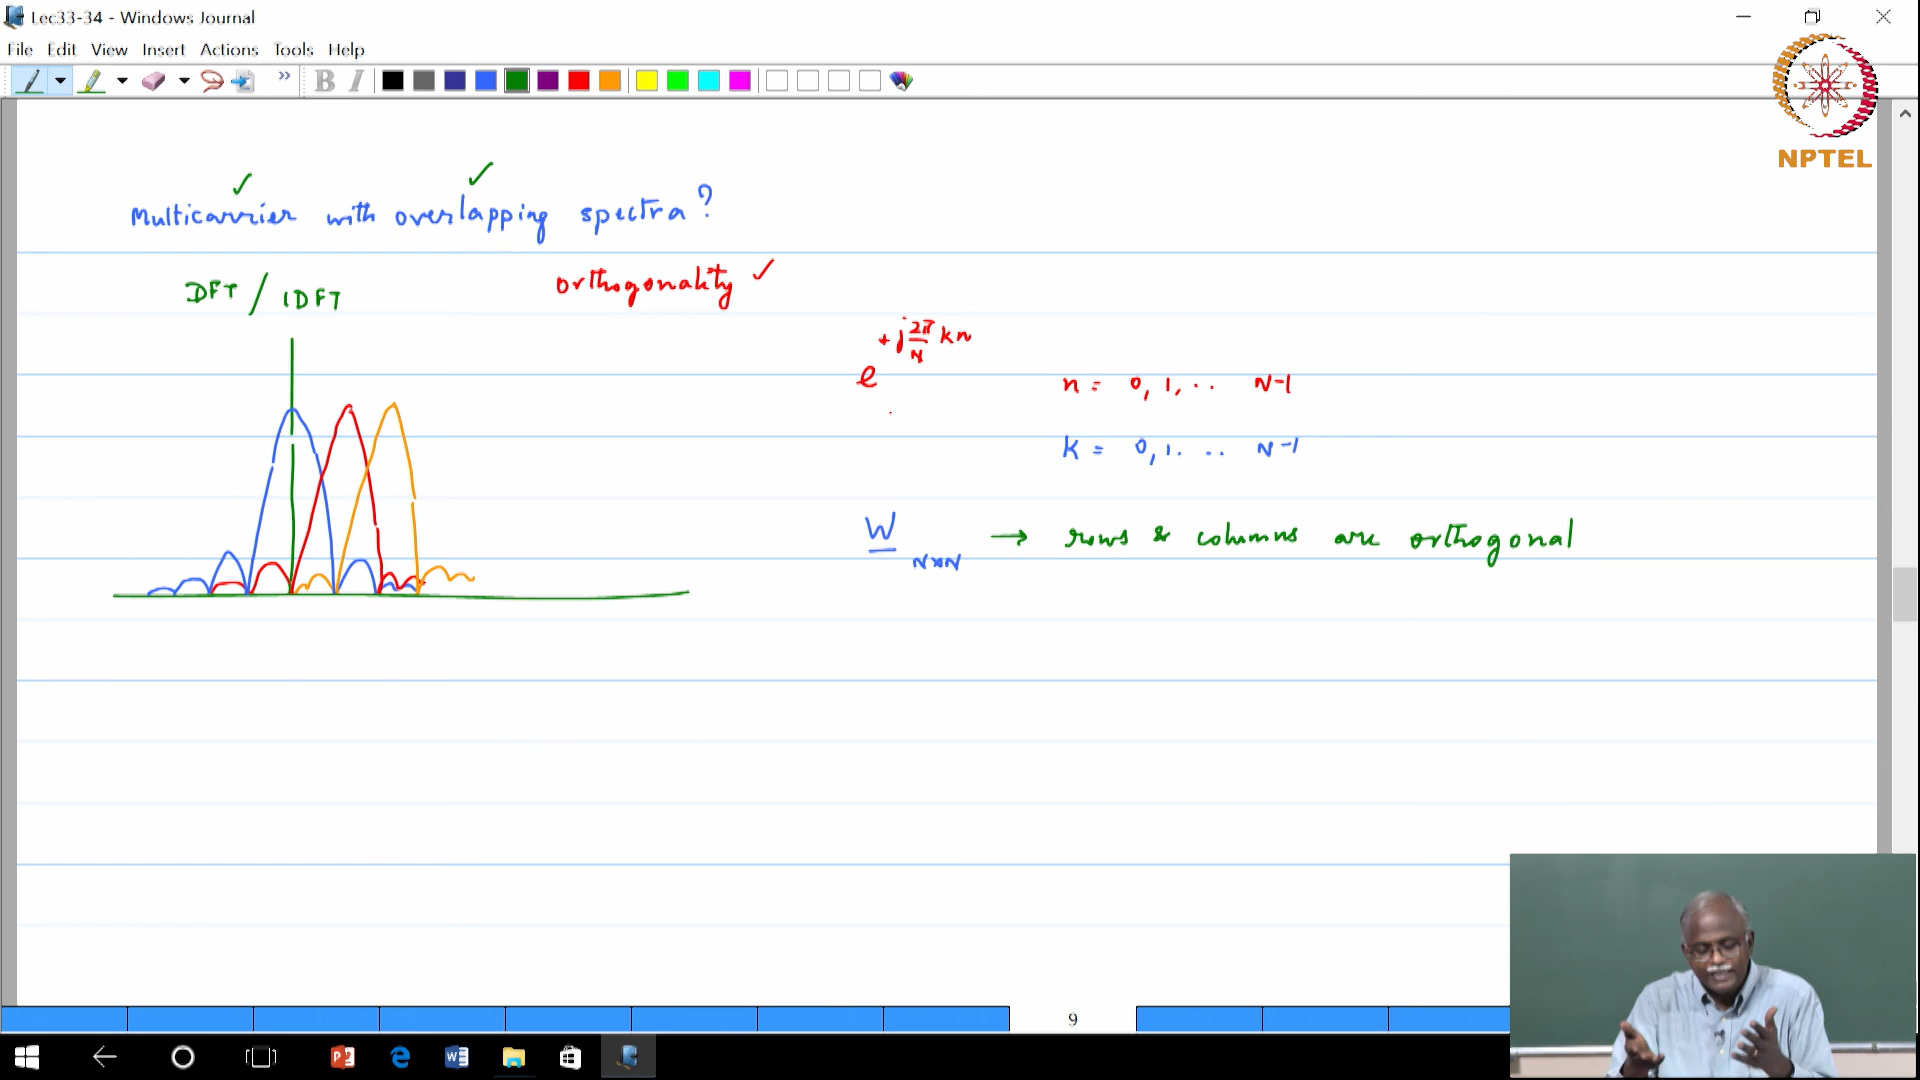 Lec33-34 - Windows Journal
File Edit View Insert Actions Tools Help
B I
NPTEL
Multicarrier with overlapping spectra?
DFT / IDFT
Orthogonality ✓
e^{+j 2π/N kn}
n = 0, 1, .. N-1
k = 0, 1. .. N-1
W N×N → rows & columns are orthogonal
9